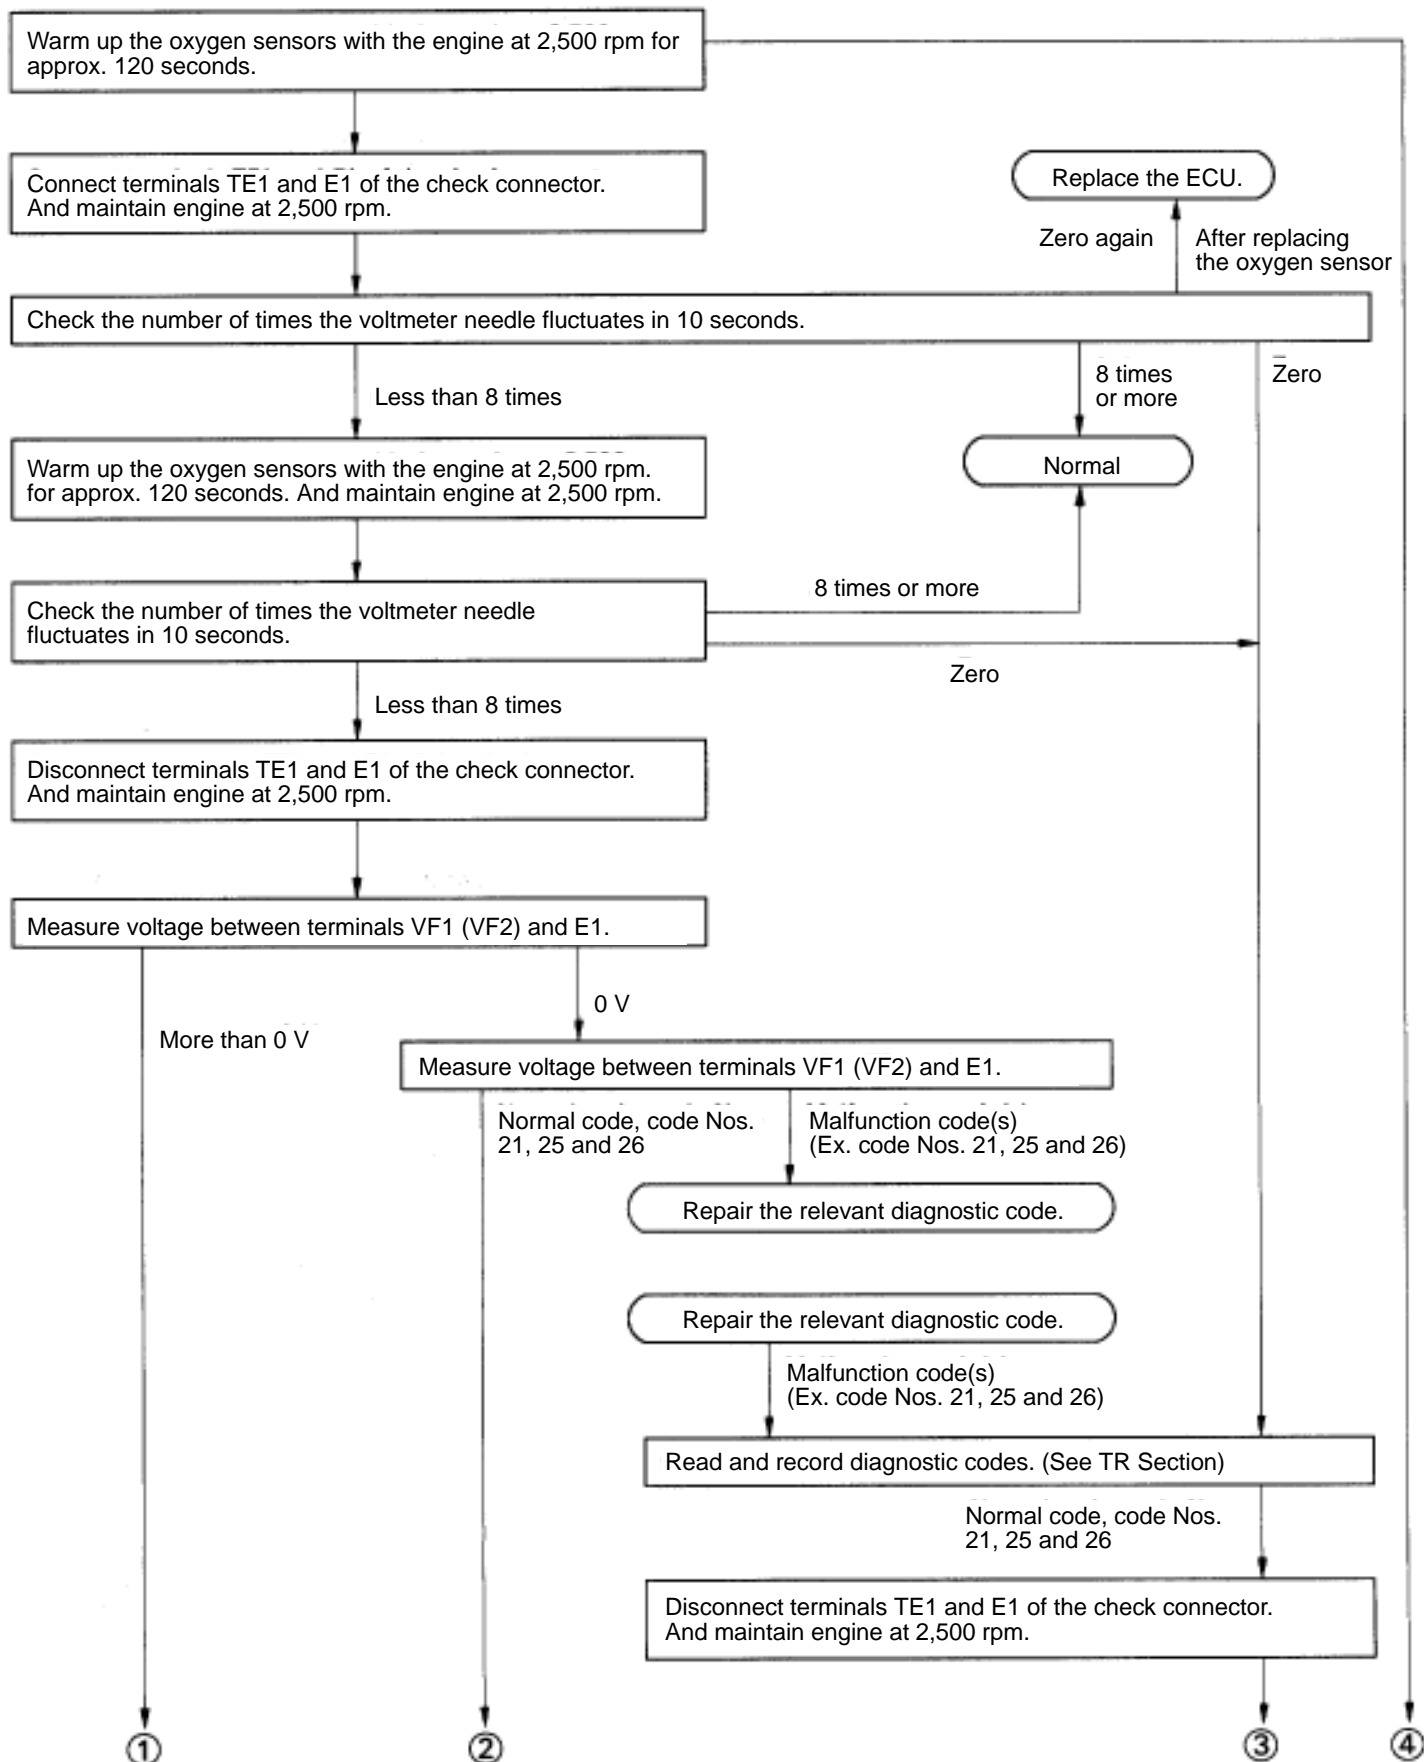 Warm up the oxygen sensors with the engine at 2,500 rpm for
approx. 120 seconds.
Connect terminals TE1 and E1 of the check connector.
And maintain engine at 2,500 rpm.
Replace the ECU.
Zero again
After replacing
the oxygen sensor
Check the number of times the voltmeter needle fluctuates in 10 seconds.
Less than 8 times
8 times
or more
Zero
Warm up the oxygen sensors with the engine at 2,500 rpm.
for approx. 120 seconds. And maintain engine at 2,500 rpm.
Normal
Check the number of times the voltmeter needle
fluctuates in 10 seconds.
8 times or more
Zero
Less than 8 times
Disconnect terminals TE1 and E1 of the check connector.
And maintain engine at 2,500 rpm.
Measure voltage between terminals VF1 (VF2) and E1.
More than 0 V
0 V
Measure voltage between terminals VF1 (VF2) and E1.
Normal code, code Nos.
21, 25 and 26
Malfunction code(s)
(Ex. code Nos. 21, 25 and 26)
Repair the relevant diagnostic code.
Repair the relevant diagnostic code.
Malfunction code(s)
(Ex. code Nos. 21, 25 and 26)
Read and record diagnostic codes. (See TR Section)
Normal code, code Nos.
21, 25 and 26
Disconnect terminals TE1 and E1 of the check connector.
And maintain engine at 2,500 rpm.
① ② ③ ④